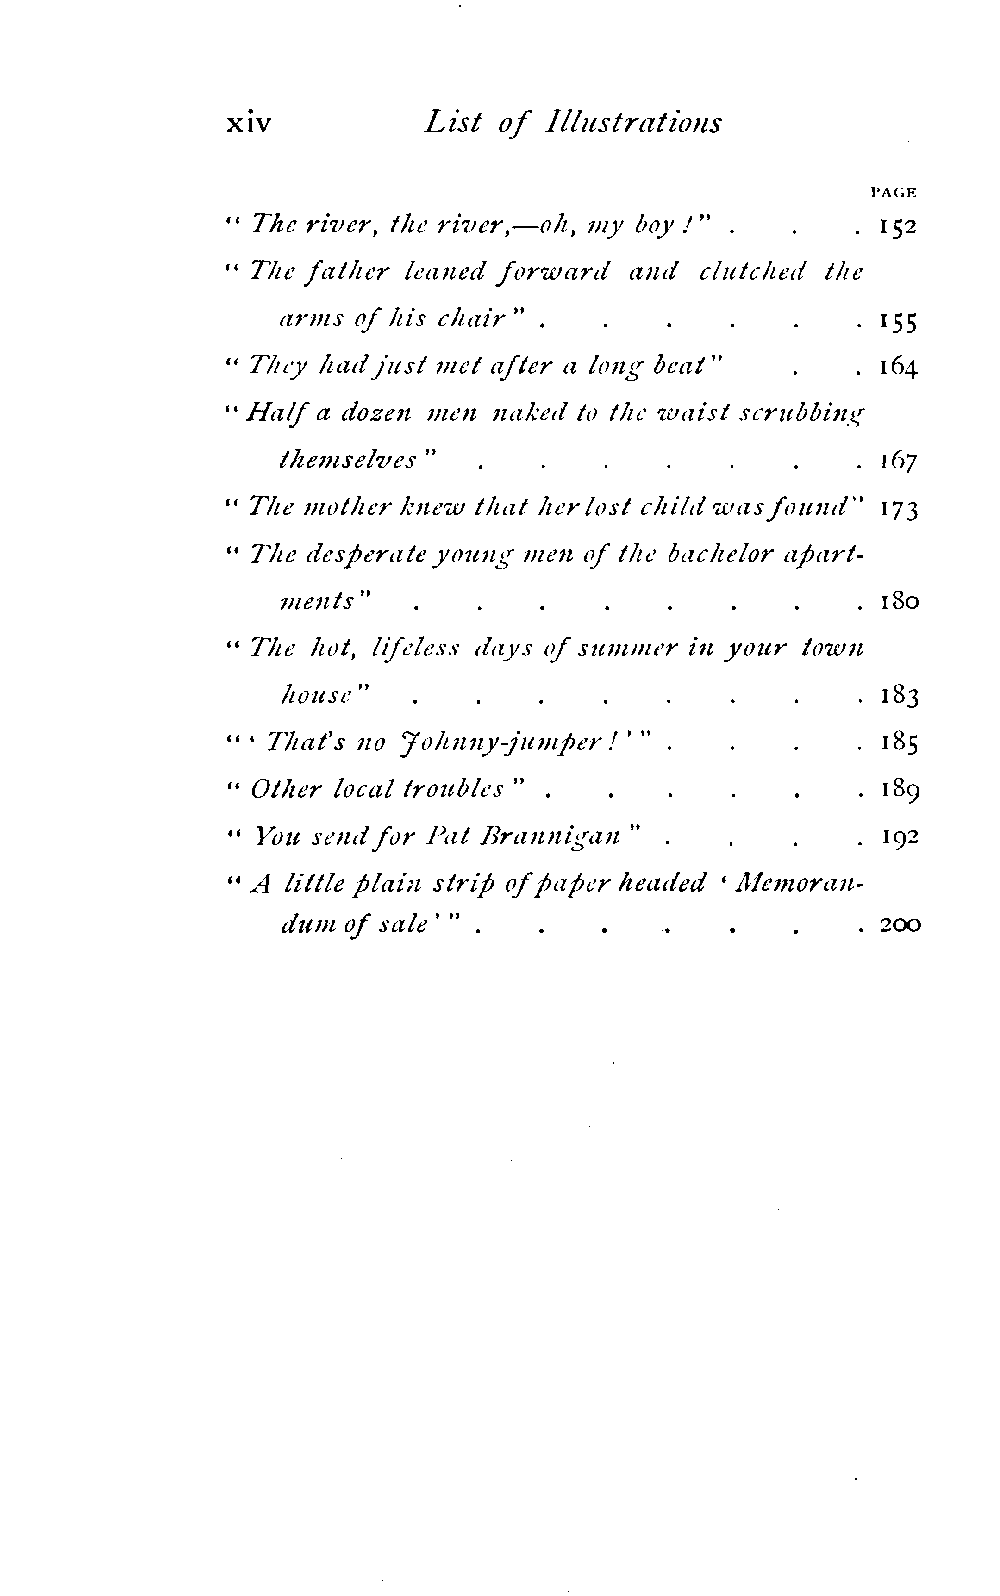 xiv List of Illustrations
PAGE
“ The river, the river,—oh, my boy ! ” . . . 152
“ The father leaned forward and clutched the
arms of his chair ” . . . . . . 155
“ They had just met after a long beat ” . . 164
“ Half a dozen men naked to the waist scrubbing
themselves ” . . . . . . . 167
“ The mother knew that her lost child was found ” 173
“ The desperate young men of the bachelor apart-
ments ” . . . . . . . . 180
“ The hot, lifeless days of summer in your town
house ” . . . . . . . . 183
“ ‘ That's no Johnny-jumper ! ’ ” . . . . 185
“ Other local troubles ” . . . . . . 189
“ You send for Pat Brannigan ” . . . . 192
“ A little plain strip of paper headed ‘ Memoran-
dum of sale ’ ” . . . . . . . 200